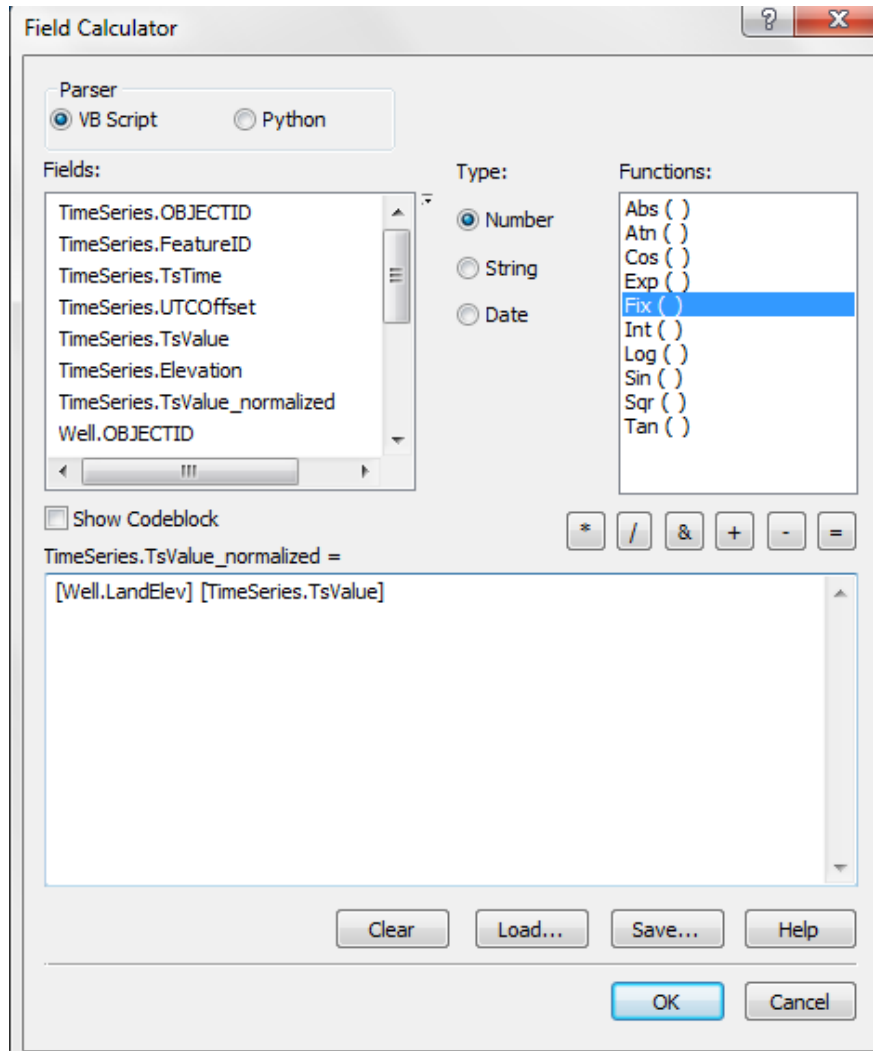 Field Calculator
?
X
Parser
VB Script Python
Fields:
TimeSeries.OBJECTID
TimeSeries.FeatureID
TimeSeries.TsTime
TimeSeries.UTCOffset
TimeSeries.TsValue
TimeSeries.Elevation
TimeSeries.TsValue_normalized
Well.OBJECTID
Type:
Number
String
Date
Functions:
Abs ( )
Atn ( )
Cos ( )
Exp ( )
Fix ( )
Int ( )
Log ( )
Sin ( )
Sqr ( )
Tan ( )
Show Codeblock
* / & + - =
TimeSeries.TsValue_normalized =
[Well.LandElev] [TimeSeries.TsValue]
Clear Load... Save... Help
OK Cancel